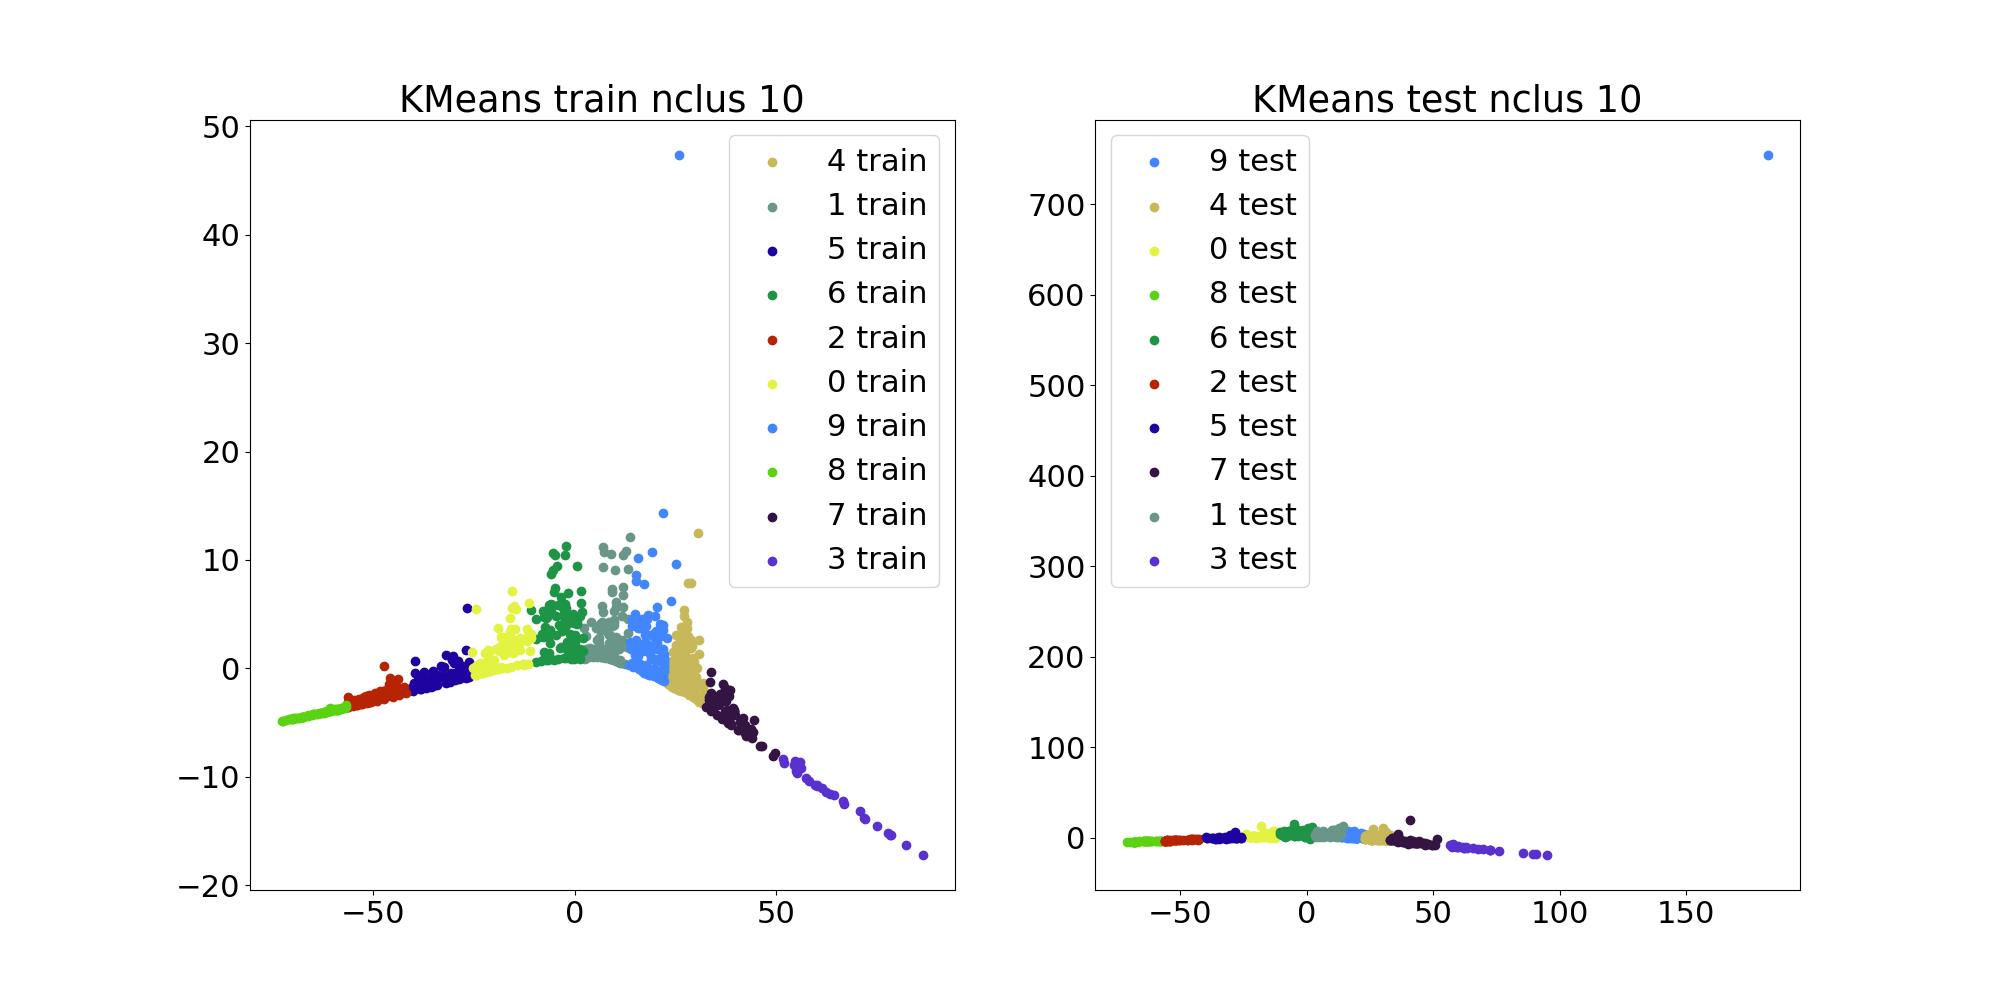 KMeans train nclus 10
50
40
30
20
10
0
−10
−20
−50
0
50
4 train
1 train
5 train
6 train
2 train
0 train
9 train
8 train
7 train
3 train
KMeans test nclus 10
700
600
500
400
300
200
100
0
−50
0
50
100
150
9 test
4 test
0 test
8 test
6 test
2 test
5 test
7 test
1 test
3 test